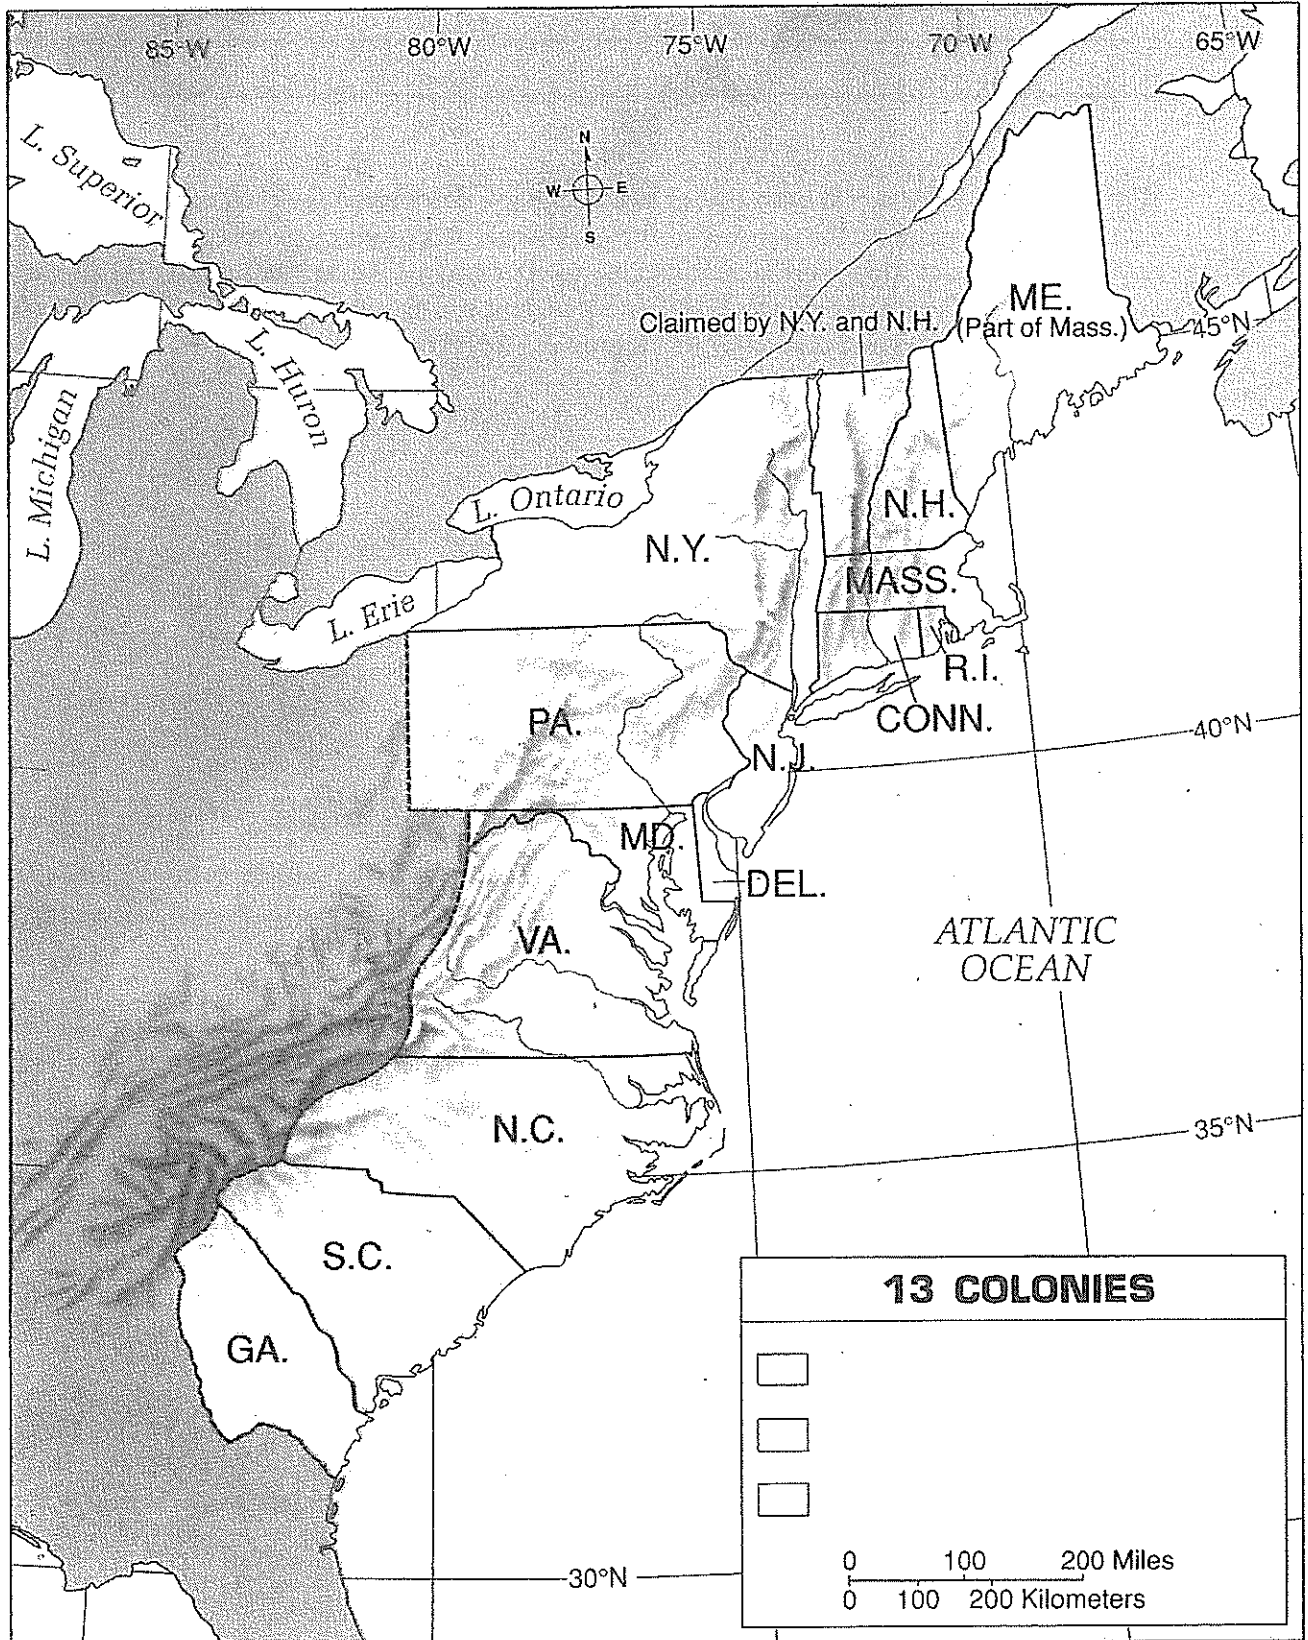 85°W
80°W
75°W
70°W
65°W
N
W
E
S
L. Superior
ME.
(Part of Mass.)
Claimed by N.Y. and N.H.
45°N
L. Huron
L. Michigan
L. Ontario
N.H.
N.Y.
MASS.
L. Erie
R.I.
CONN.
PA.
40°N
N.J.
MD.
DEL.
VA.
ATLANTIC
OCEAN
N.C.
35°N
S.C.
GA.
13 COLONIES
0 100 200 Miles
0 100 200 Kilometers
30°N